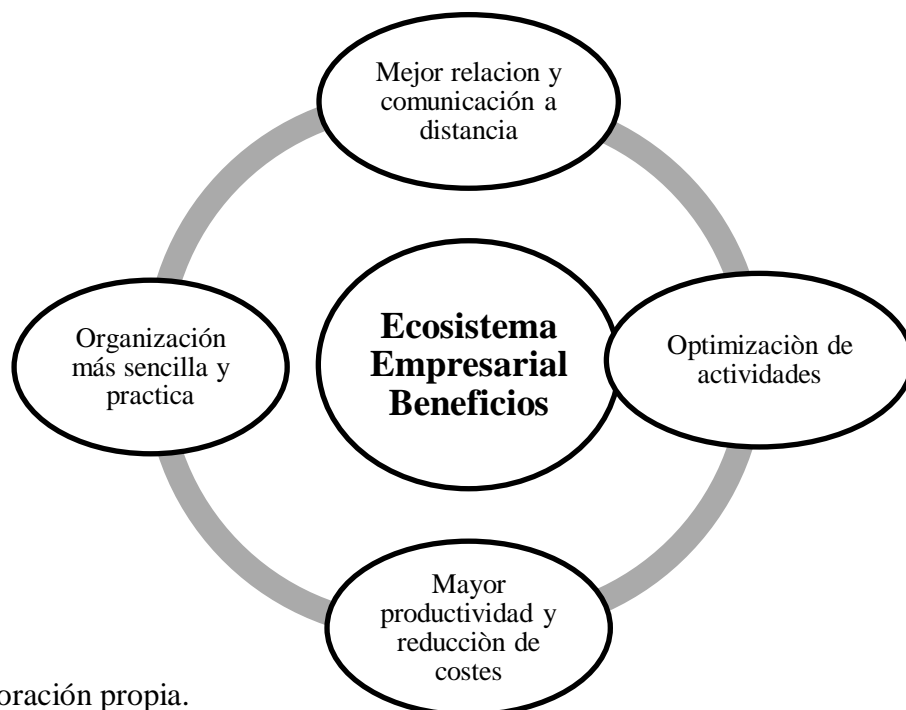 Mejor relacion y
comunicación a
distancia
Organización
más sencilla y
practica
Ecosistema
Empresarial
Beneficios
Optimizaciòn de
actividades
Mayor
productividad y
reducciòn de
costes
oración propia.